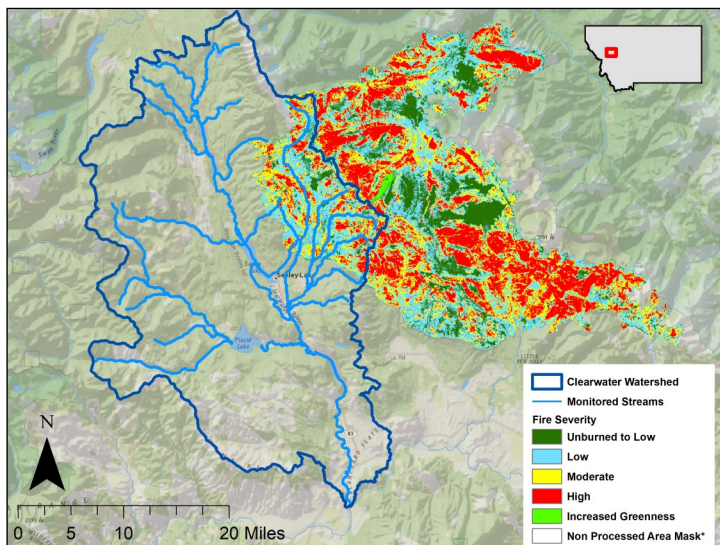 Seeley Lake
Placid
Lake
83
N
0 5 10 20 Miles
Clearwater Watershed
Monitored Streams
Fire Severity
Unburned to Low
Low
Moderate
High
Increased Greenness
Non Processed Area Mask*